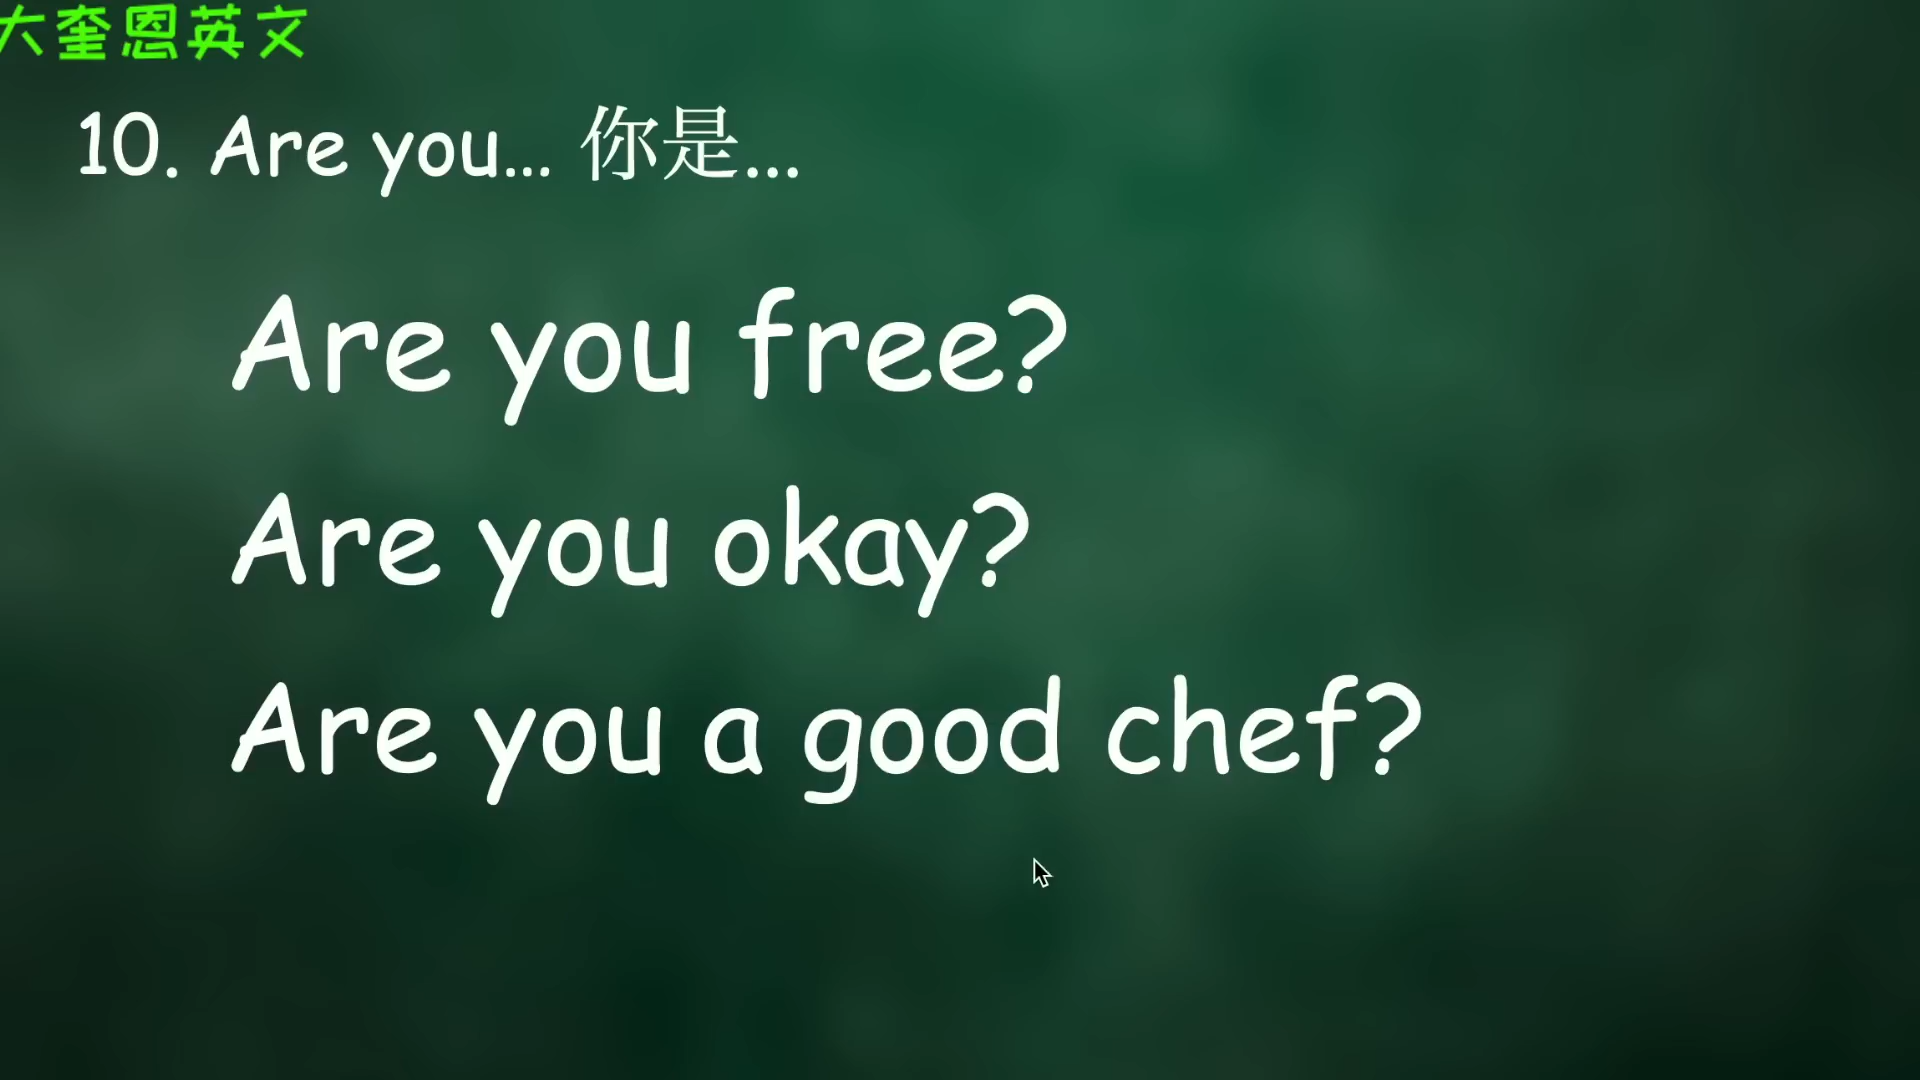 大奎恩英文
10. Are you... 你是...
Are you free?
Are you okay?
Are you a good chef?